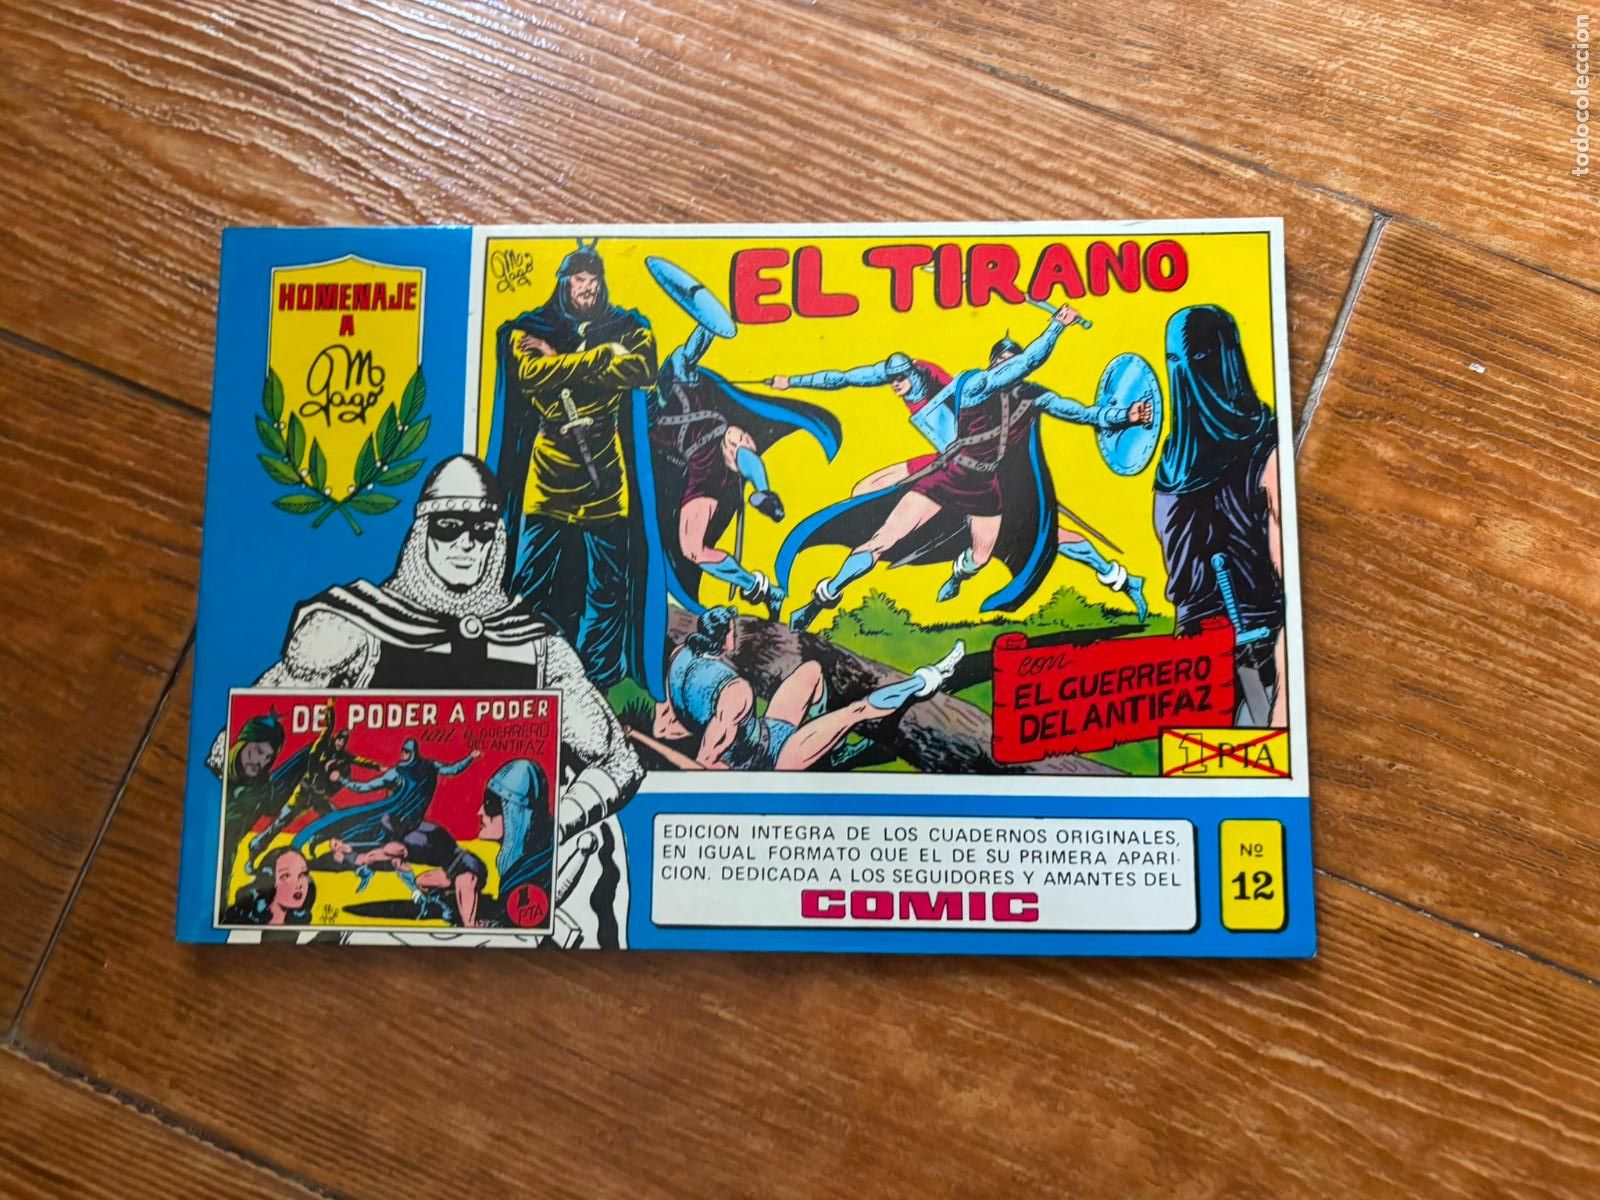 HOMENAJE
A
M Gago
M. Gago
EL TIRANO
con
EL GUERRERO
DEL ANTIFAZ
1 PTA
DE PODER A PODER
con EL GUERRERO
DEL ANTIFAZ
1
PTA
EDICION INTEGRA DE LOS CUADERNOS ORIGINALES,
EN IGUAL FORMATO QUE EL DE SU PRIMERA APARI-
CION. DEDICADA A LOS SEGUIDORES Y AMANTES DEL
COMIC
Nº
12
todocoleccion